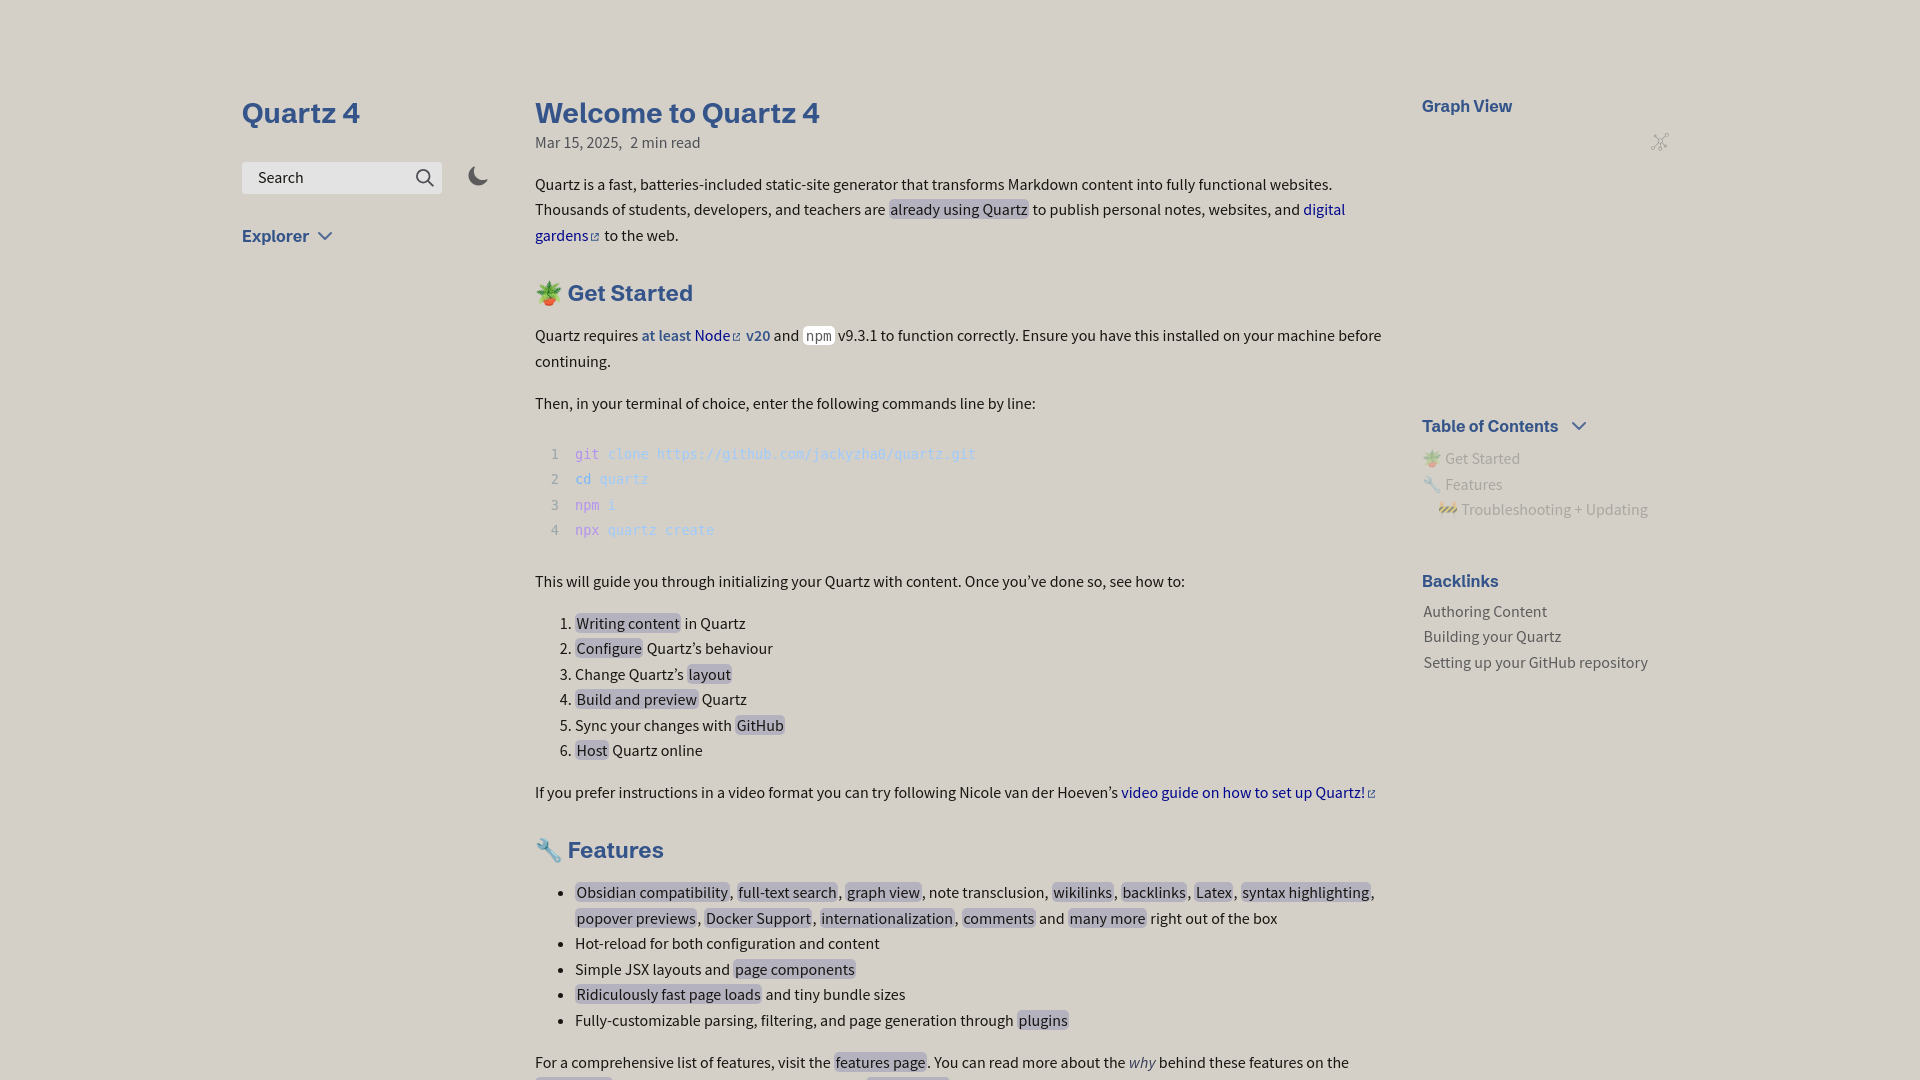 Quartz 4
Search
Explorer
Welcome to Quartz 4
Mar 15, 2025, 2 min read
Quartz is a fast, batteries-included static-site generator that transforms Markdown content into fully functional websites.
Thousands of students, developers, and teachers are already using Quartz to publish personal notes, websites, and digital
gardens to the web.
🪴 Get Started
Quartz requires at least Node v20 and npm v9.3.1 to function correctly. Ensure you have this installed on your machine before
continuing.
Then, in your terminal of choice, enter the following commands line by line:
1 git clone https://github.com/jackyzha0/quartz.git
2 cd quartz
3 npm i
4 npx quartz create
This will guide you through initializing your Quartz with content. Once you’ve done so, see how to:
1. Writing content in Quartz
2. Configure Quartz’s behaviour
3. Change Quartz’s layout
4. Build and preview Quartz
5. Sync your changes with GitHub
6. Host Quartz online
If you prefer instructions in a video format you can try following Nicole van der Hoeven’s video guide on how to set up Quartz!
🔧 Features
• Obsidian compatibility, full-text search, graph view, note transclusion, wikilinks, backlinks, Latex, syntax highlighting,
popover previews, Docker Support, internationalization, comments and many more right out of the box
• Hot-reload for both configuration and content
• Simple JSX layouts and page components
• Ridiculously fast page loads and tiny bundle sizes
• Fully-customizable parsing, filtering, and page generation through plugins
For a comprehensive list of features, visit the features page. You can read more about the why behind these features on the
Graph View
Table of Contents
🪴 Get Started
🔧 Features
🚧 Troubleshooting + Updating
Backlinks
Authoring Content
Building your Quartz
Setting up your GitHub repository